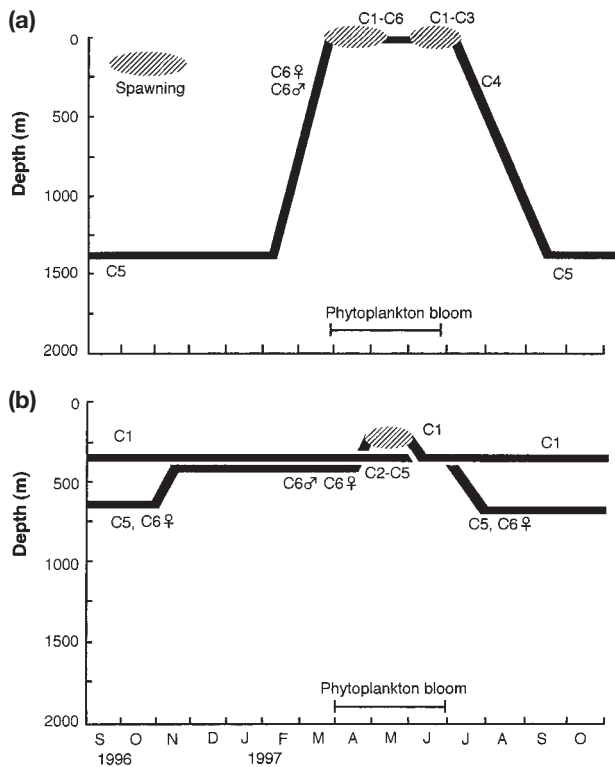 (a)
C1-C6 C1-C3
0
Spawning
C6♀
C6♂
C4
500
Depth (m)
1000
1500
C5 C5
Phytoplankton bloom
2000
(b)
0
C1 C1 C1
C2-C5
500
C6♂ C6♀
C5, C6♀ C5, C6♀
Depth (m)
1000
1500
Phytoplankton bloom
2000
S O N D J F M A M J J A S O
1996 1997